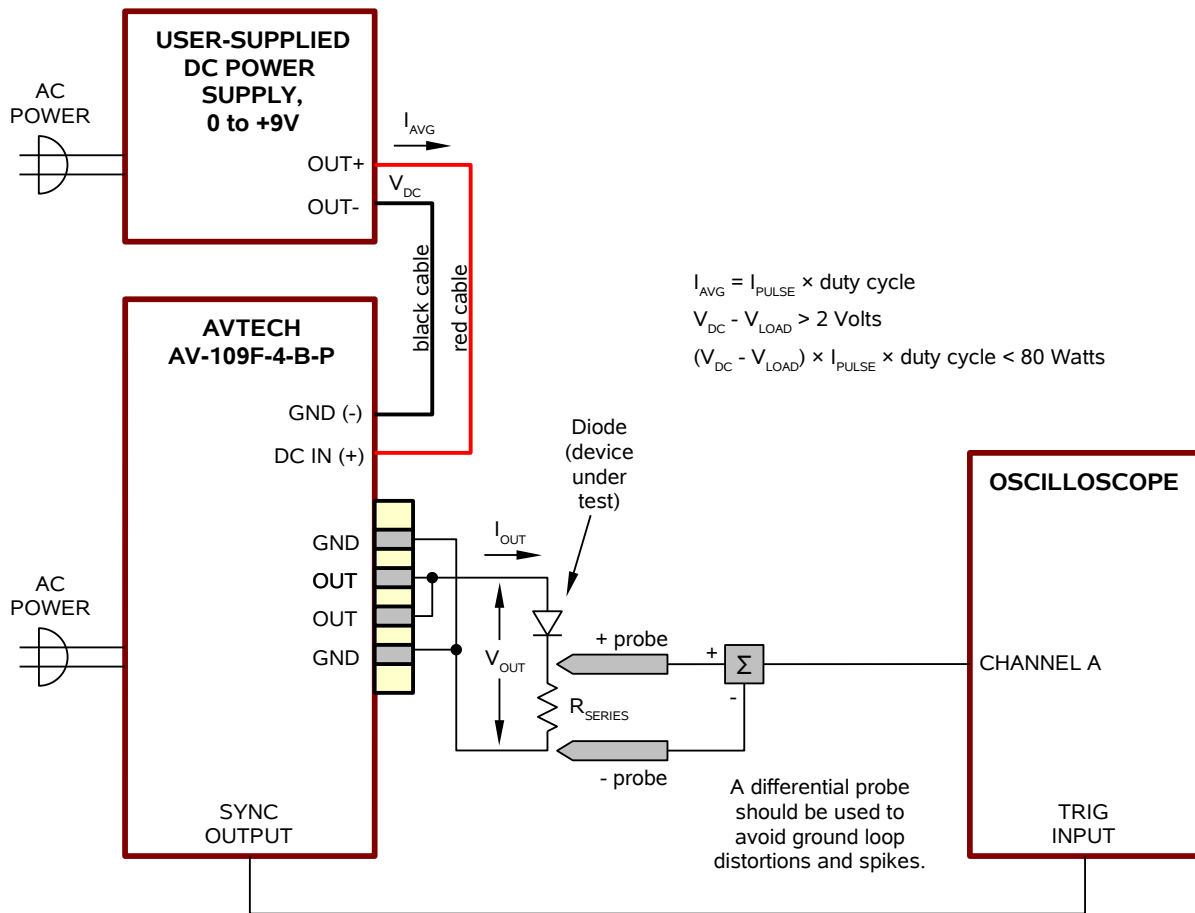 USER-SUPPLIED
DC POWER
SUPPLY,
0 to +9V
AC
POWER
I_AVG
OUT+
V_DC
OUT-
black cable
red cable
I_AVG = I_PULSE × duty cycle
V_DC - V_LOAD > 2 Volts
(V_DC - V_LOAD) × I_PULSE × duty cycle < 80 Watts
AVTECH
AV-109F-4-B-P
GND (-)
DC IN (+)
Diode
(device
under
test)
OSCILLOSCOPE
I_OUT
GND
OUT
OUT
GND
AC
POWER
V_OUT
+ probe
+
Σ
-
CHANNEL A
R_SERIES
- probe
A differential probe
should be used to
avoid ground loop
distortions and spikes.
SYNC
OUTPUT
TRIG
INPUT